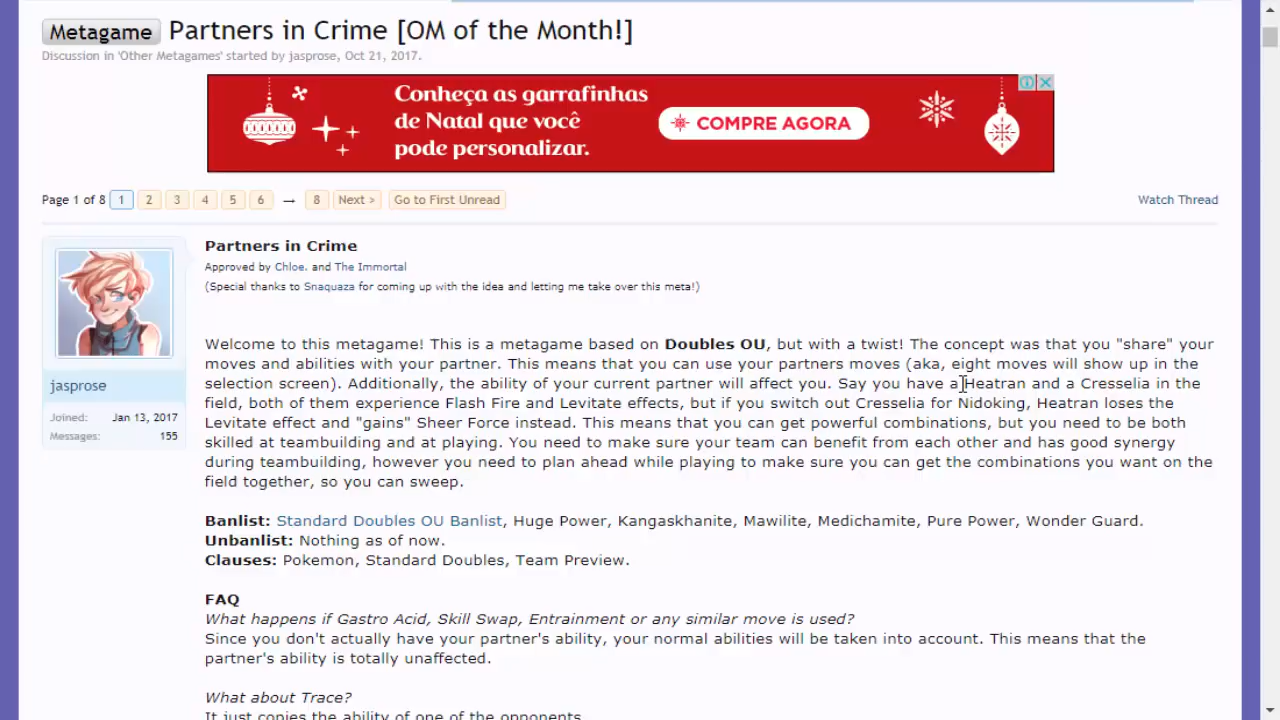 Metagame Partners in Crime [OM of the Month!]
Discussion in 'Other Metagames' started by jasprose, Oct 21, 2017.
Conheça as garrafinhas
de Natal que você
pode personalizar.
COMPRE AGORA
Page 1 of 8 1 2 3 4 5 6 → 8 Next > Go to First Unread
Watch Thread
jasprose
Joined: Jan 13, 2017
Messages: 155
Partners in Crime
Approved by Chloe. and The Immortal
(Special thanks to Snaquaza for coming up with the idea and letting me take over this meta!)
Welcome to this metagame! This is a metagame based on Doubles OU, but with a twist! The concept was that you "share" your
moves and abilities with your partner. This means that you can use your partners moves (aka, eight moves will show up in the
selection screen). Additionally, the ability of your current partner will affect you. Say you have a Heatran and a Cresselia in the
field, both of them experience Flash Fire and Levitate effects, but if you switch out Cresselia for Nidoking, Heatran loses the
Levitate effect and "gains" Sheer Force instead. This means that you can get powerful combinations, but you need to be both
skilled at teambuilding and at playing. You need to make sure your team can benefit from each other and has good synergy
during teambuilding, however you need to plan ahead while playing to make sure you can get the combinations you want on the
field together, so you can sweep.
Banlist: Standard Doubles OU Banlist, Huge Power, Kangaskhanite, Mawilite, Medichamite, Pure Power, Wonder Guard.
Unbanlist: Nothing as of now.
Clauses: Pokemon, Standard Doubles, Team Preview.
FAQ
What happens if Gastro Acid, Skill Swap, Entrainment or any similar move is used?
Since you don't actually have your partner's ability, your normal abilities will be taken into account. This means that the
partner's ability is totally unaffected.
What about Trace?
It just copies the ability of one of the opponents.